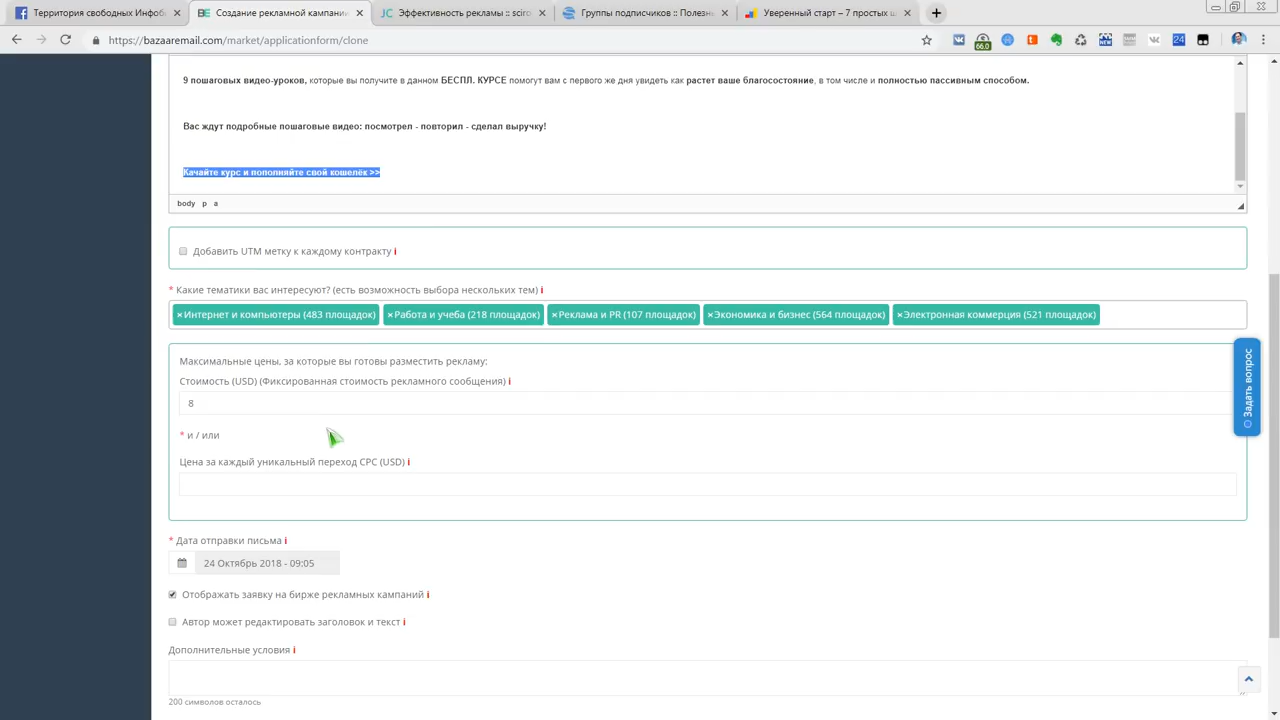 Территория свободных Инфоб
Назначение рекламной кампании
Эффективность рекламы :: sciro
Группы подписчиков :: Полезн
Уверенный старт – 7 простых ш
https://bazaaremail.com/market/applicationform/clone
66.0
24
9 пошаговых видео-уроков, которые вы получите в данном БЕСПЛ. КУРСЕ помогут вам с первого же дня увидеть как растет ваше благосостояние, в том числе и полностью пассивным способом.
Вас ждут подробные пошаговые видео: посмотрел - повторил - сделал выручку!
Качайте курс и пополняйте свой кошелёк >>
body p a
Добавить UTM метку к каждому контракту i
* Какие тематики вас интересуют? (есть возможность выбора нескольких тем) i
×Интернет и компьютеры (483 площадок) ×Работа и учеба (218 площадок) ×Реклама и PR (107 площадок) ×Экономика и бизнес (564 площадок) ×Электронная коммерция (521 площадок)
Максимальные цены, за которые вы готовы разместить рекламу:
Стоимость (USD) (Фиксированная стоимость рекламного сообщения) i
8
* и / или
Цена за каждый уникальный переход CPC (USD) i
* Дата отправки письма i
24 Октябрь 2018 - 09:05
Отображать заявку на бирже рекламных кампаний i
Автор может редактировать заголовок и текст i
Дополнительные условия i
200 символов осталось
Задать вопрос